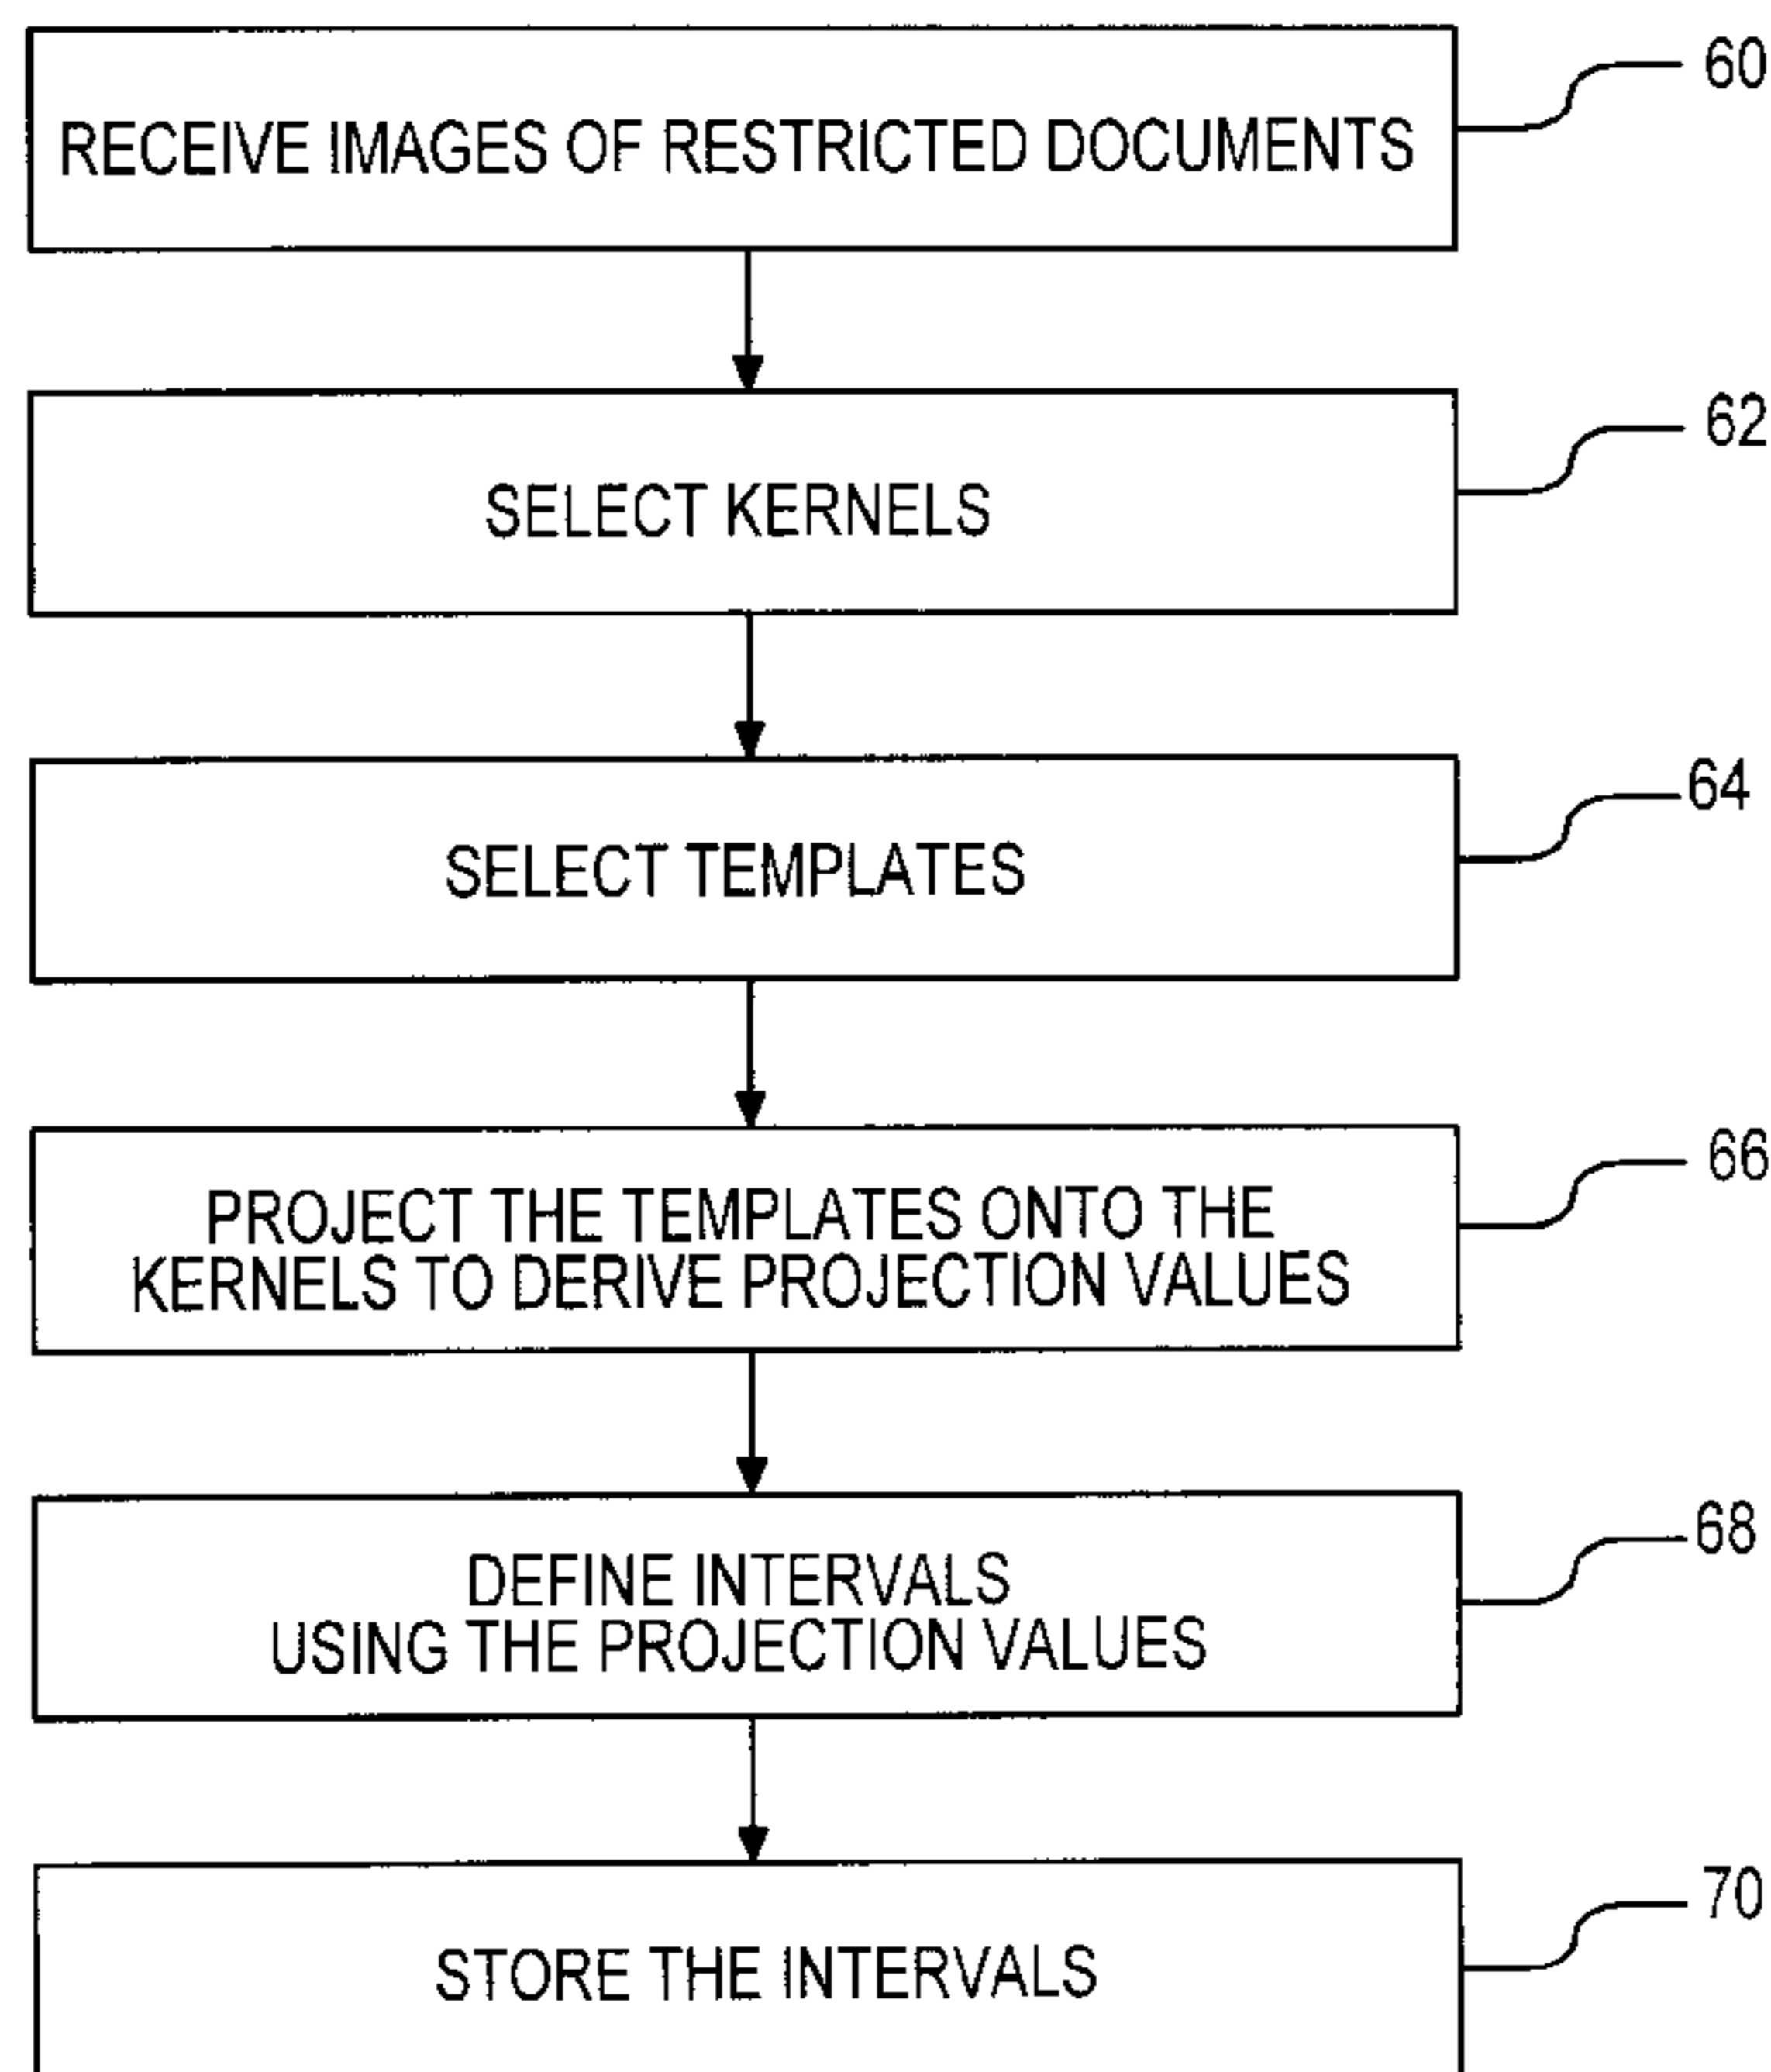 RECEIVE IMAGES OF RESTRICTED DOCUMENTS
60
SELECT KERNELS
62
SELECT TEMPLATES
64
PROJECT THE TEMPLATES ONTO THE
KERNELS TO DERIVE PROJECTION VALUES
66
DEFINE INTERVALS
USING THE PROJECTION VALUES
68
STORE THE INTERVALS
70